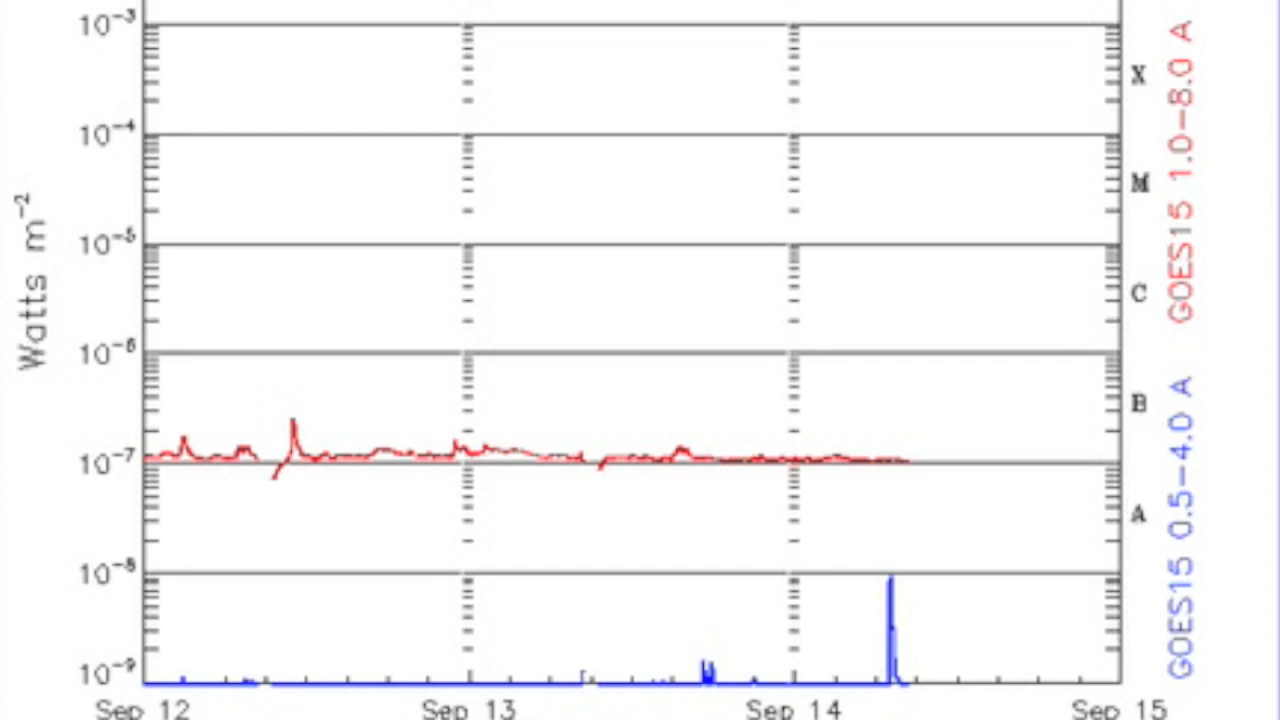 10⁻³
10⁻⁴
10⁻⁵
10⁻⁶
10⁻⁷
10⁻⁸
10⁻⁹
Watts m⁻²
Sep 12
Sep 13
Sep 14
Sep 15
X
M
C
B
A
GOES15 1.0–8.0 A
GOES15 0.5–4.0 A